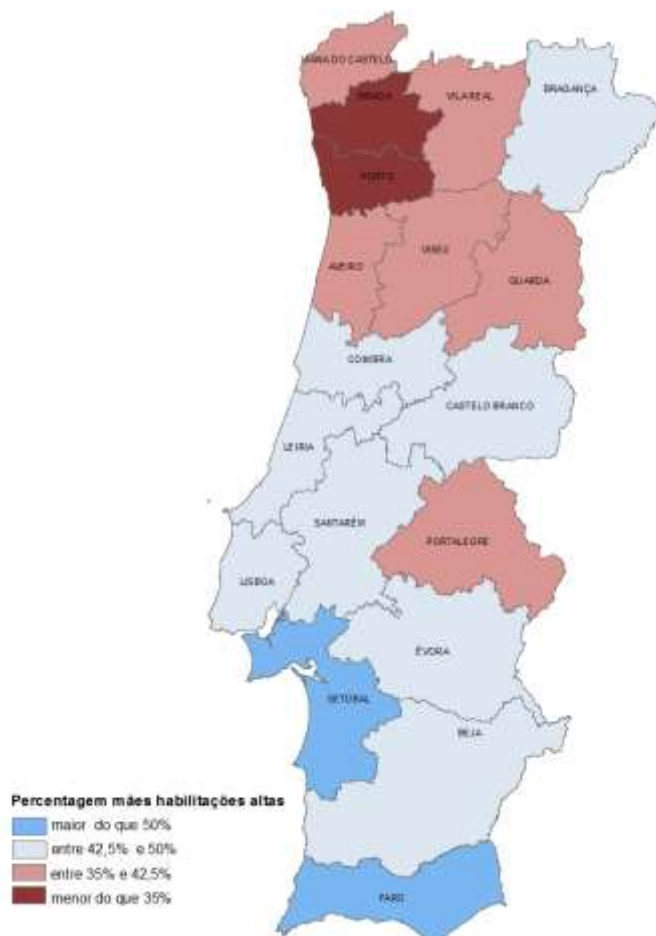 VIANA DO CASTELO
BRAGA
VILA REAL
BRAGANÇA
PORTO
AVEIRO
VISEU
GUARDA
COIMBRA
CASTELO BRANCO
LEIRIA
SANTARÉM
PORTALEGRE
LISBOA
ÉVORA
SETÚBAL
BEJA
FARO
Percentagem mães habilitações altas
maior do que 50%
entre 42,5% e 50%
entre 35% e 42,5%
menor do que 35%